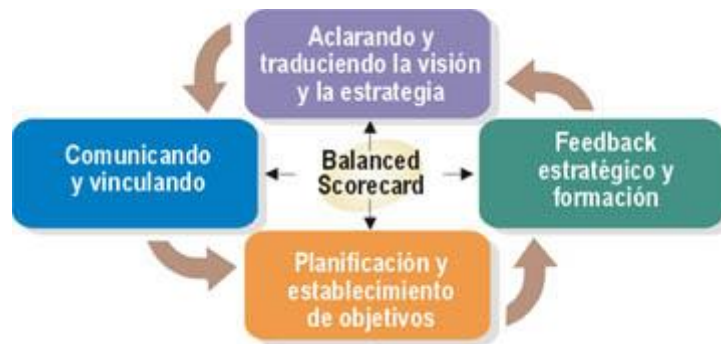 Aclarando y
traduciendo la visión
y la estrategia
Comunicando
y vinculando
Balanced
Scorecard
Feedback
estratégico y
formación
Planificación y
establecimiento
de objetivos